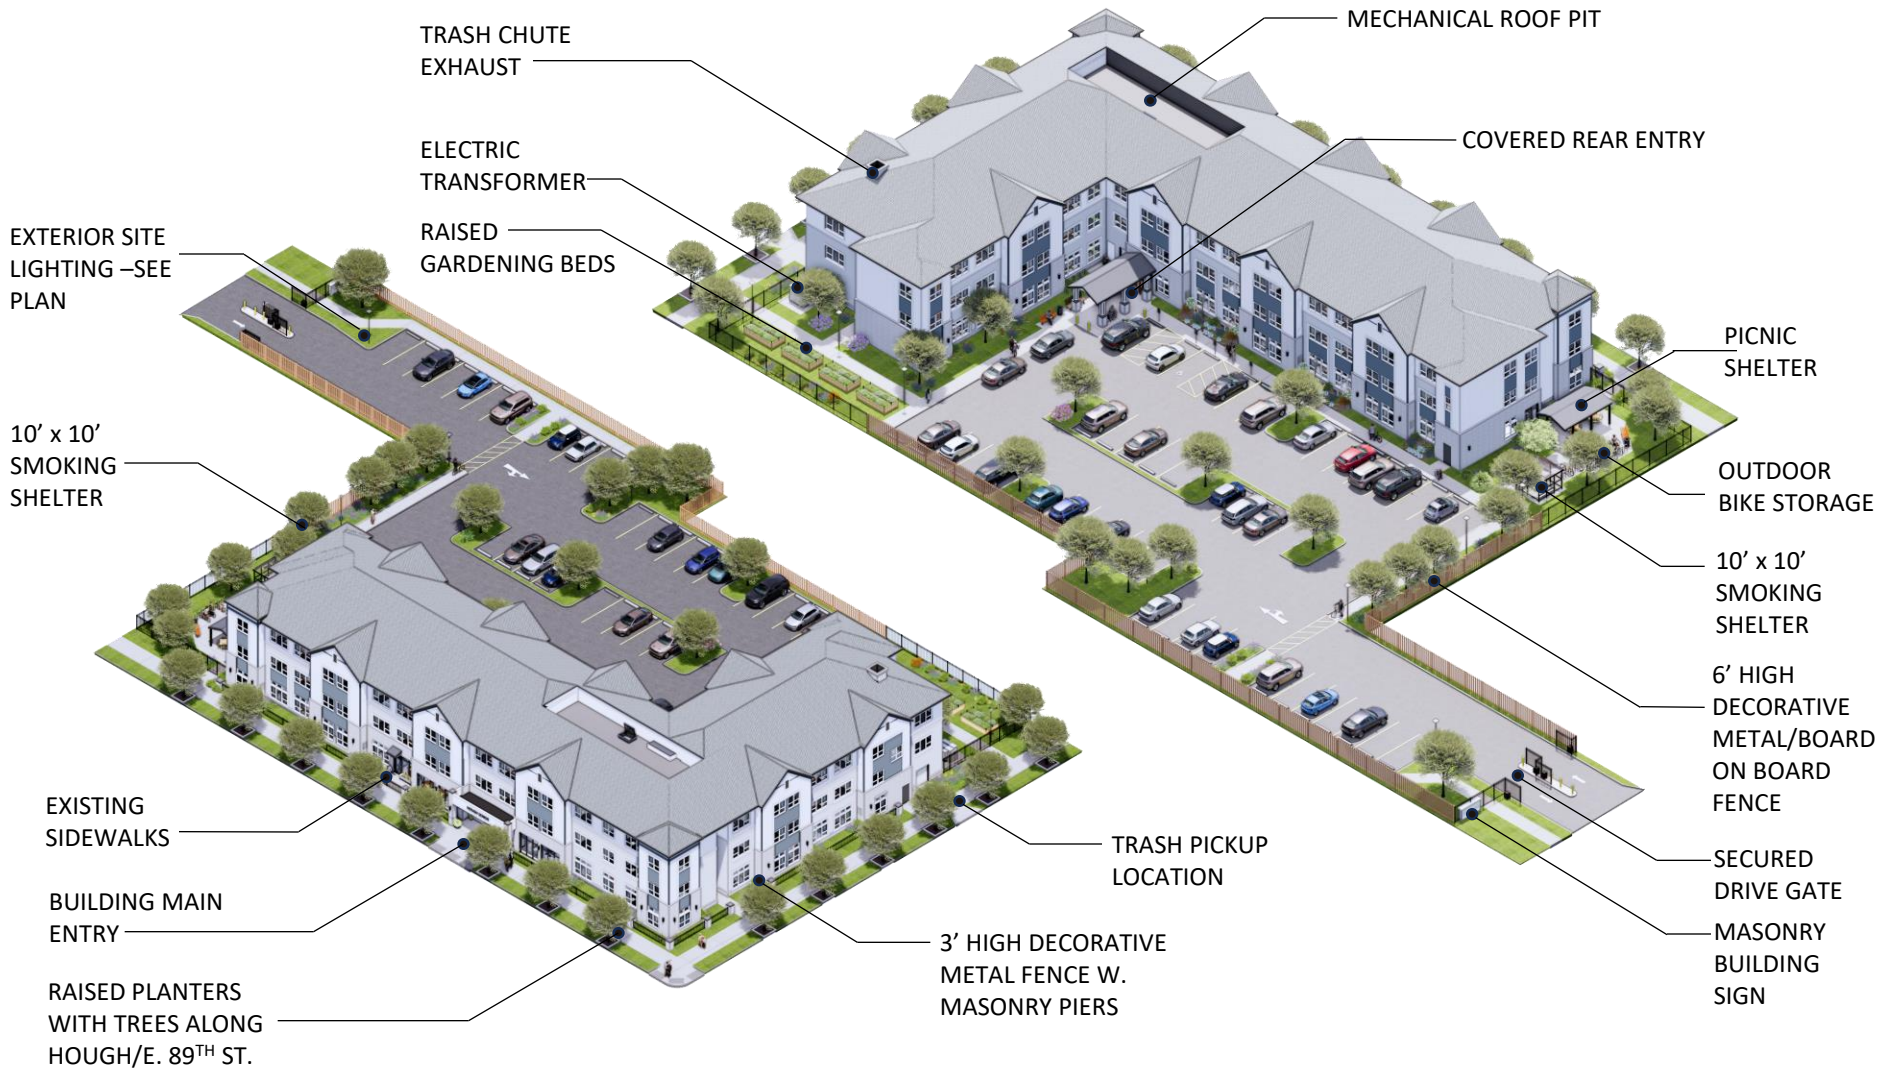 TRASH CHUTE
EXHAUST
ELECTRIC
TRANSFORMER
RAISED
GARDENING BEDS
EXTERIOR SITE
LIGHTING –SEE
PLAN
10’ x 10’
SMOKING
SHELTER
EXISTING
SIDEWALKS
BUILDING MAIN
ENTRY
RAISED PLANTERS
WITH TREES ALONG
HOUGH/E. 89TH ST.
MECHANICAL ROOF PIT
COVERED REAR ENTRY
PICNIC
SHELTER
OUTDOOR
BIKE STORAGE
10’ x 10’
SMOKING
SHELTER
6’ HIGH
DECORATIVE
METAL/BOARD
ON BOARD
FENCE
SECURED
DRIVE GATE
MASONRY
BUILDING
SIGN
TRASH PICKUP
LOCATION
3’ HIGH DECORATIVE
METAL FENCE W.
MASONRY PIERS